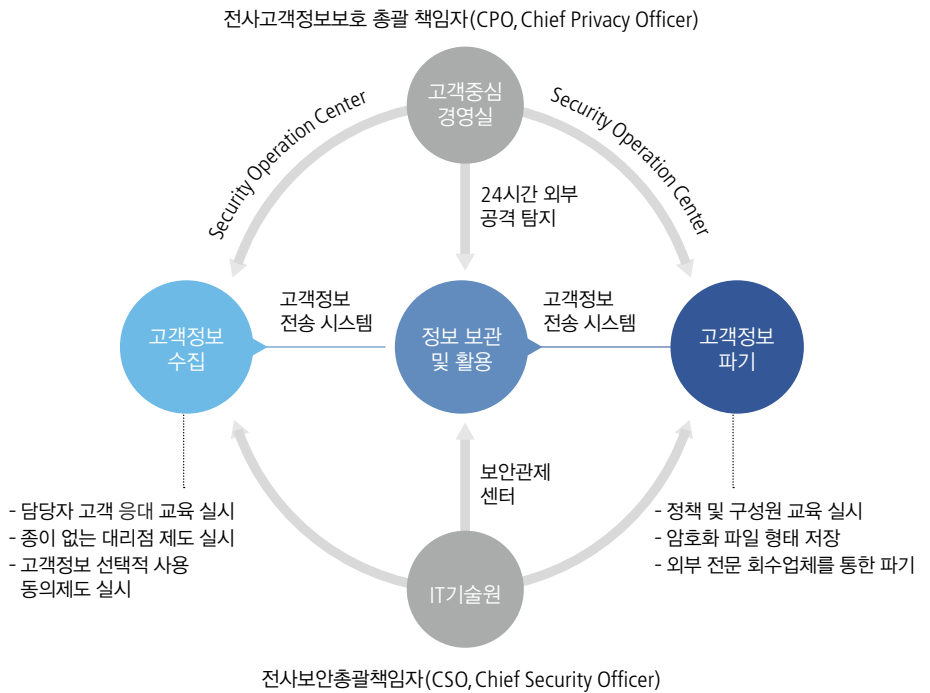 전사고객정보보호 총괄 책임자(CPO, Chief Privacy Officer)
고객중심
경영실
Security Operation Center
Security Operation Center
24시간 외부
공격 탐지
고객정보
전송 시스템
고객정보
전송 시스템
고객정보
수집
정보 보관
및 활용
고객정보
파기
보안관제
센터
- 담당자 고객 응대 교육 실시
- 종이 없는 대리점 제도 실시
- 고객정보 선택적 사용
동의제도 실시
- 정책 및 구성원 교육 실시
- 암호화 파일 형태 저장
- 외부 전문 회수업체를 통한 파기
IT기술원
전사보안총괄책임자(CSO, Chief Security Officer)